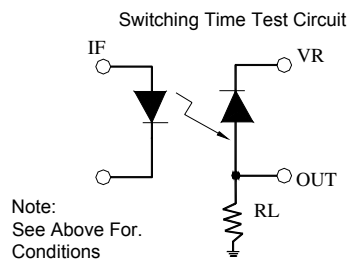 Switching Time Test Circuit
IF
VR
OUT
RL
Note:
See Above For.
Conditions